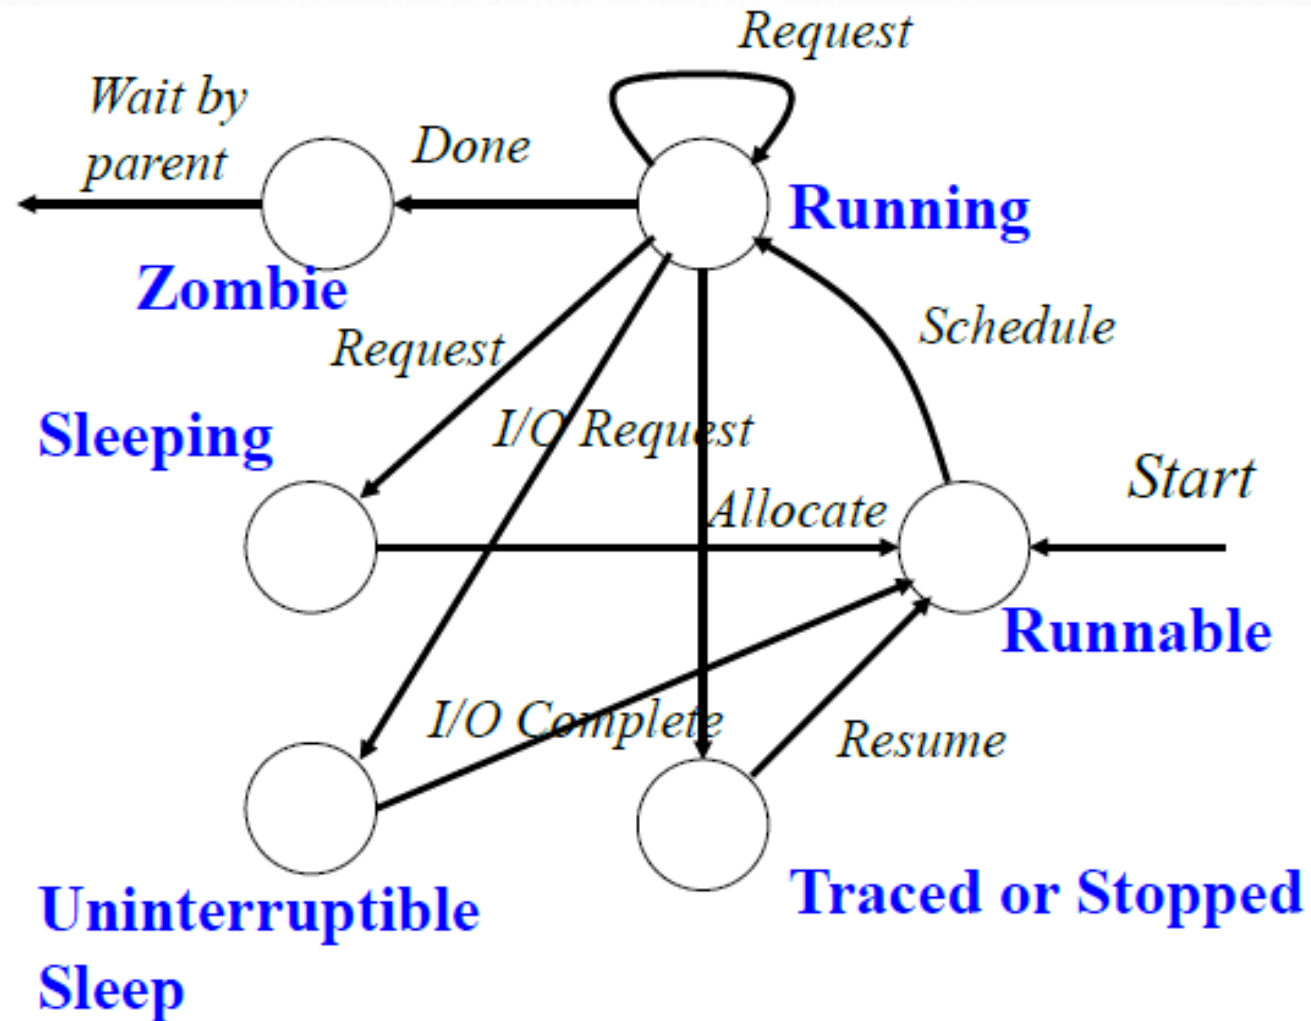 Request
Wait by
parent
Done
Running
Zombie
Schedule
Request
Sleeping
I/O Request
Start
Allocate
Runnable
I/O Complete
Resume
Traced or Stopped
Uninterruptible
Sleep